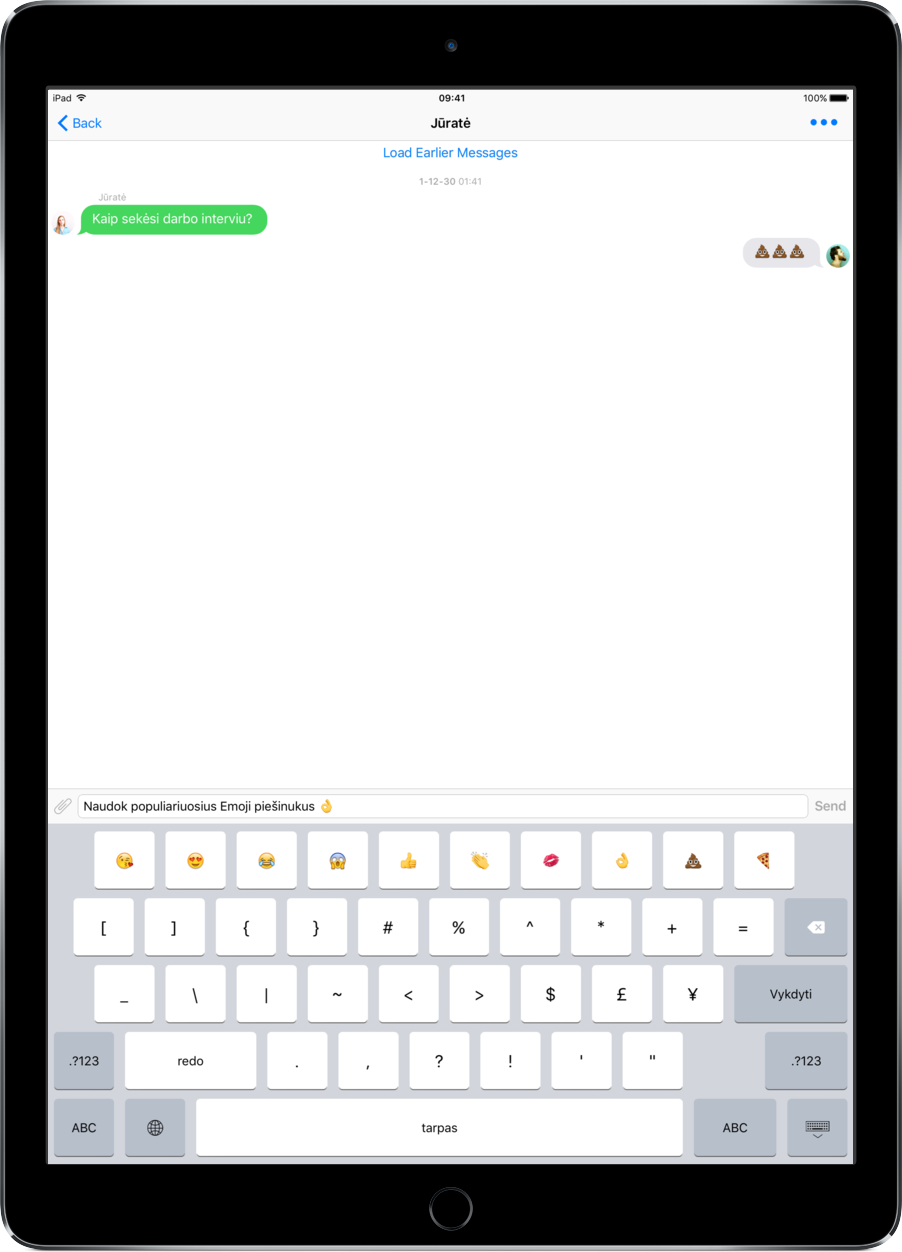 iPad 09:41 100%
Back Jūratė •••
Load Earlier Messages
1-12-30 01:41
Jūratė
Kaip sekėsi darbo interviu?
💩💩💩
Naudok populiariuosius Emoji piešinukus 👌 Send
😘 😍 😂 😱 👍 👏 💋 👌 💩 🍕
[ ] { } # % ^ * + =
_ \ | ~ < > $ £ ¥ Vykdyti
.?123 redo . , ? ! ' " .?123
ABC tarpas ABC